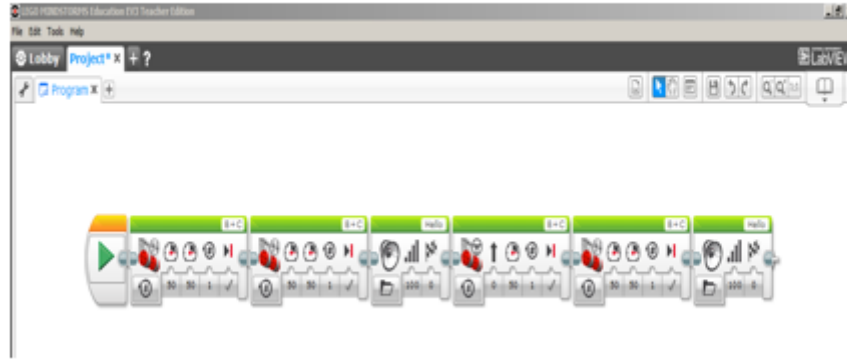 LEGO MINDSTORMS Education EV3 Teacher Edition
File Edit Tools Help
Lobby Project* X + ?
LabVIEW
Program X +
B+C B+C Hello B+C B+C Hello
50 50 1 50 50 1 100 0 0 50 1 50 50 1 100 0